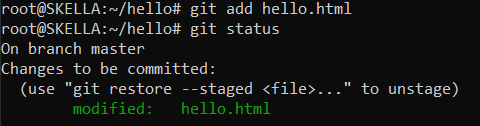 root@SKELLA:~/hello# git add hello.html
root@SKELLA:~/hello# git status
On branch master
Changes to be committed:
  (use "git restore --staged <file>..." to unstage)
        modified:   hello.html